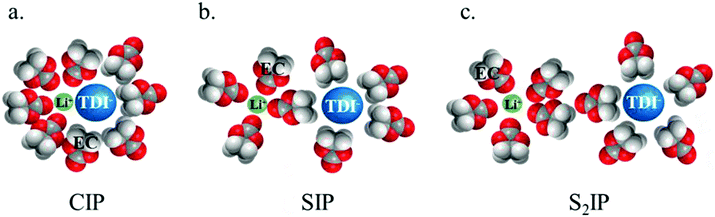 a.
b.
c.
EC
Li⁺
TDI⁻
EC
CIP
EC
Li⁺
TDI⁻
SIP
EC
Li⁺
TDI⁻
S₂IP